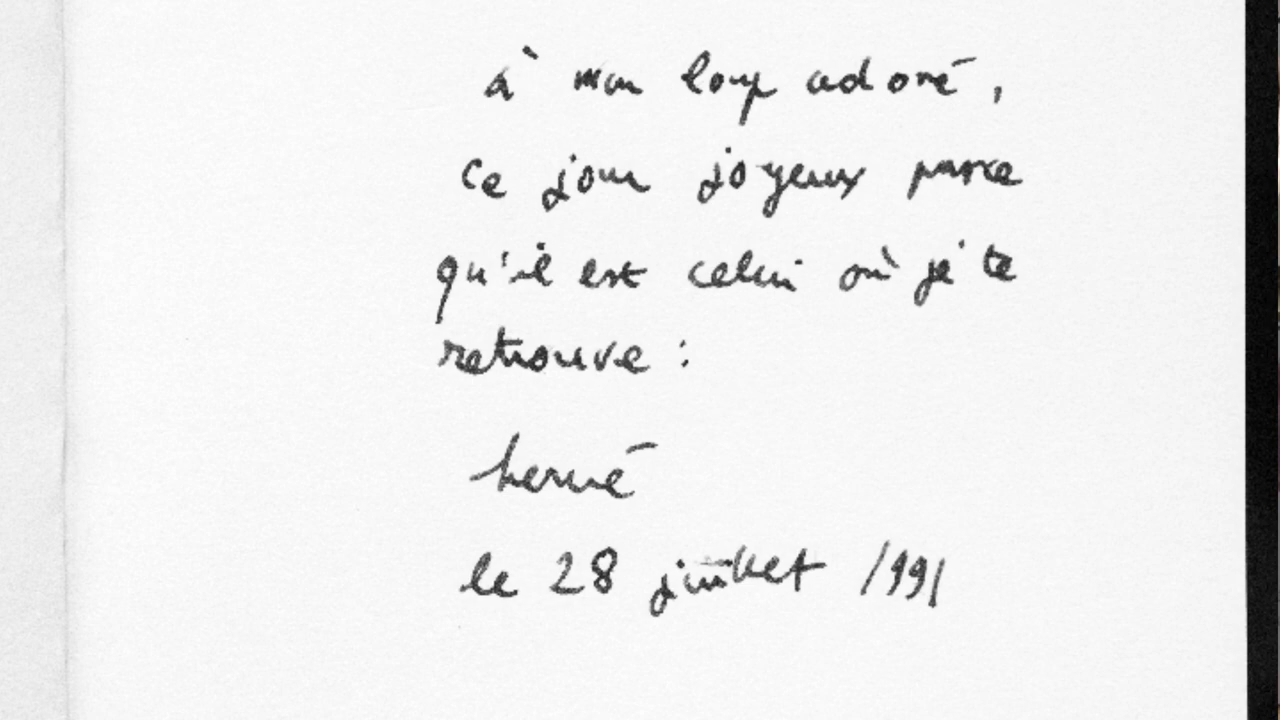 à mon loup adoré,
ce jour joyeux parce
qu'il est celui où je te
retrouve :
hervé
le 28 juillet 1991